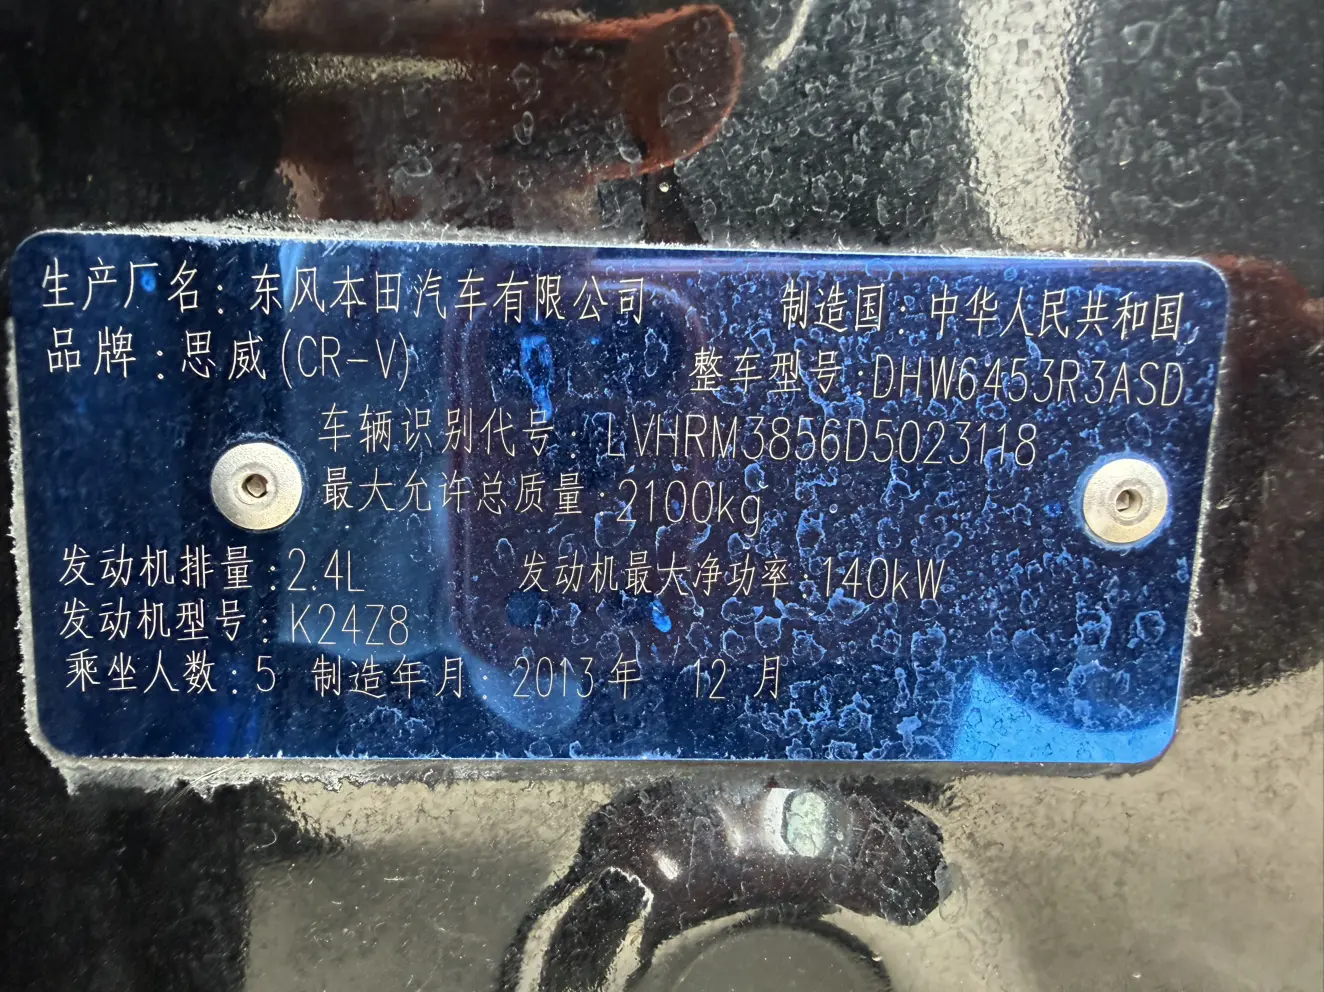 生产厂名：东风本田汽车有限公司 制造国：中华人民共和国
品牌：思威(CR-V) 整车型号：DHW6453R3ASD
车辆识别代号：LVHRM3856D5023118
最大允许总质量：2100kg
发动机排量：2.4L 发动机最大净功率：140kW
发动机型号：K24Z8
乘坐人数：5 制造年月：2013年 12 月